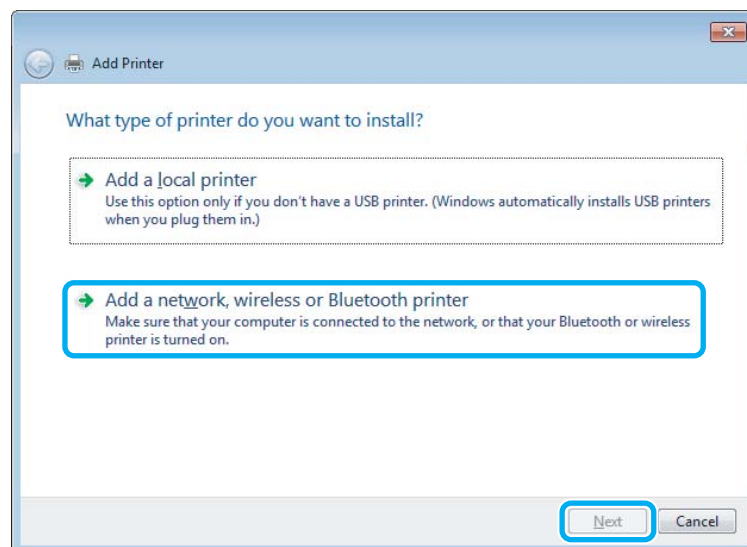 Add Printer
What type of printer do you want to install?
Add a local printer
Use this option only if you don't have a USB printer. (Windows automatically installs USB printers
when you plug them in.)
Add a network, wireless or Bluetooth printer
Make sure that your computer is connected to the network, or that your Bluetooth or wireless
printer is turned on.
Next Cancel